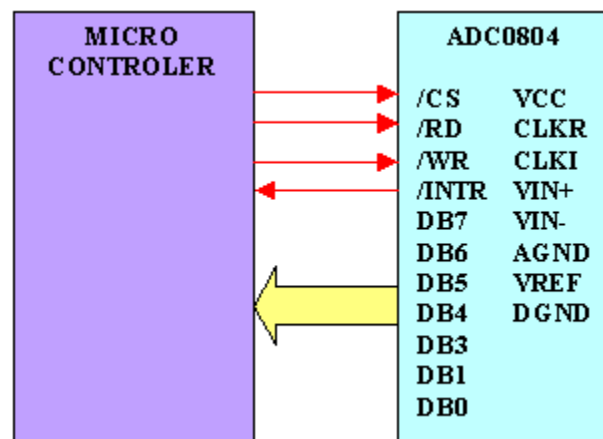 MICRO
CONTROLER
ADC0804
/CS VCC
/RD CLKR
/WR CLKI
/INTR VIN+
DB7 VIN-
DB6 AGND
DB5 VREF
DB4 DGND
DB3
DB1
DB0